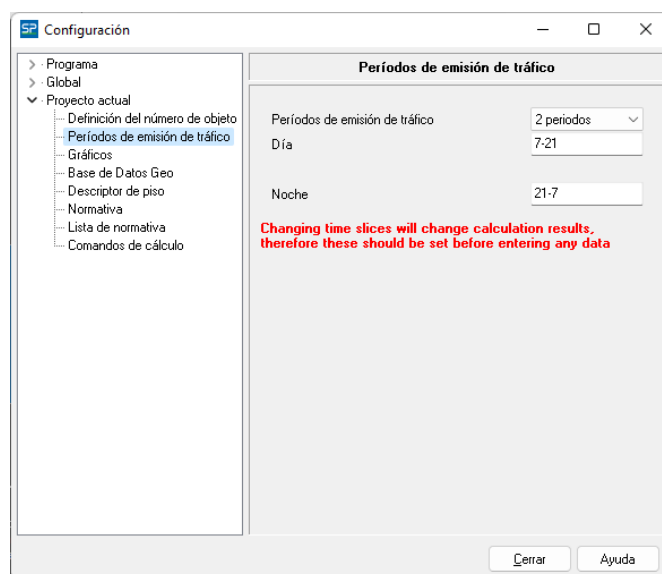 SP Configuración
Programa
Global
Proyecto actual
Definición del número de objeto
Períodos de emisión de tráfico
Gráficos
Base de Datos Geo
Descriptor de piso
Normativa
Lista de normativa
Comandos de cálculo
Períodos de emisión de tráfico
Períodos de emisión de tráfico 2 periodos
Día 7-21
Noche 21-7
Changing time slices will change calculation results,
therefore these should be set before entering any data
Cerrar Ayuda